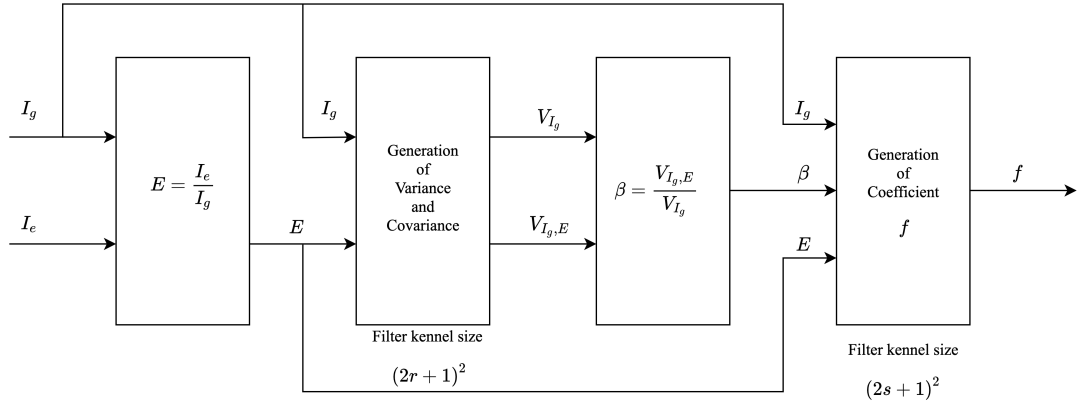 I_g
I_e
E = I_e / I_g
E
I_g
Generation
of
Variance
and
Covariance
Filter kennel size
(2r + 1)^2
V_{I_g}
V_{I_g,E}
β = V_{I_g,E} / V_{I_g}
I_g
β
E
Generation
of
Coefficient
f
Filter kennel size
(2s + 1)^2
f